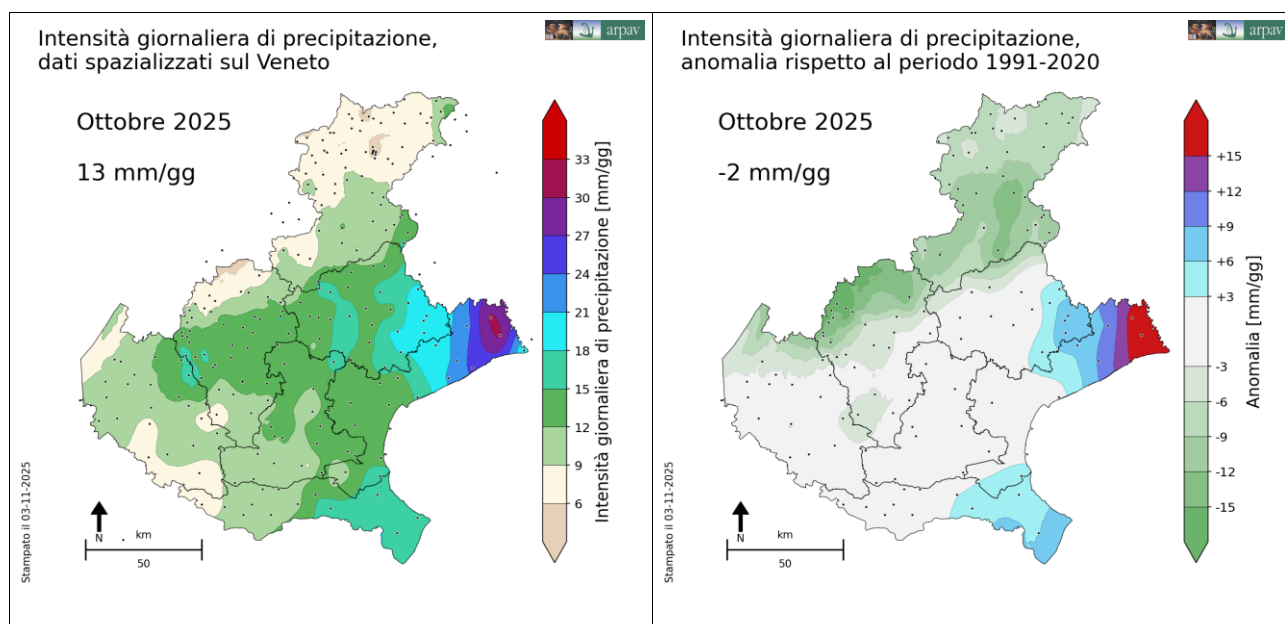 arpav
Intensità giornaliera di precipitazione,
dati spazializzati sul Veneto
Ottobre 2025
13 mm/gg
33
30
27
24
21
18
15
12
9
6
Intensità giornaliera di precipitazione [mm/gg]
Stampato il 03-11-2025
N
km
50
arpav
Intensità giornaliera di precipitazione,
anomalia rispetto al periodo 1991-2020
Ottobre 2025
-2 mm/gg
+15
+12
+9
+6
+3
-3
-6
-9
-12
-15
Anomalia [mm/gg]
Stampato il 03-11-2025
N
km
50